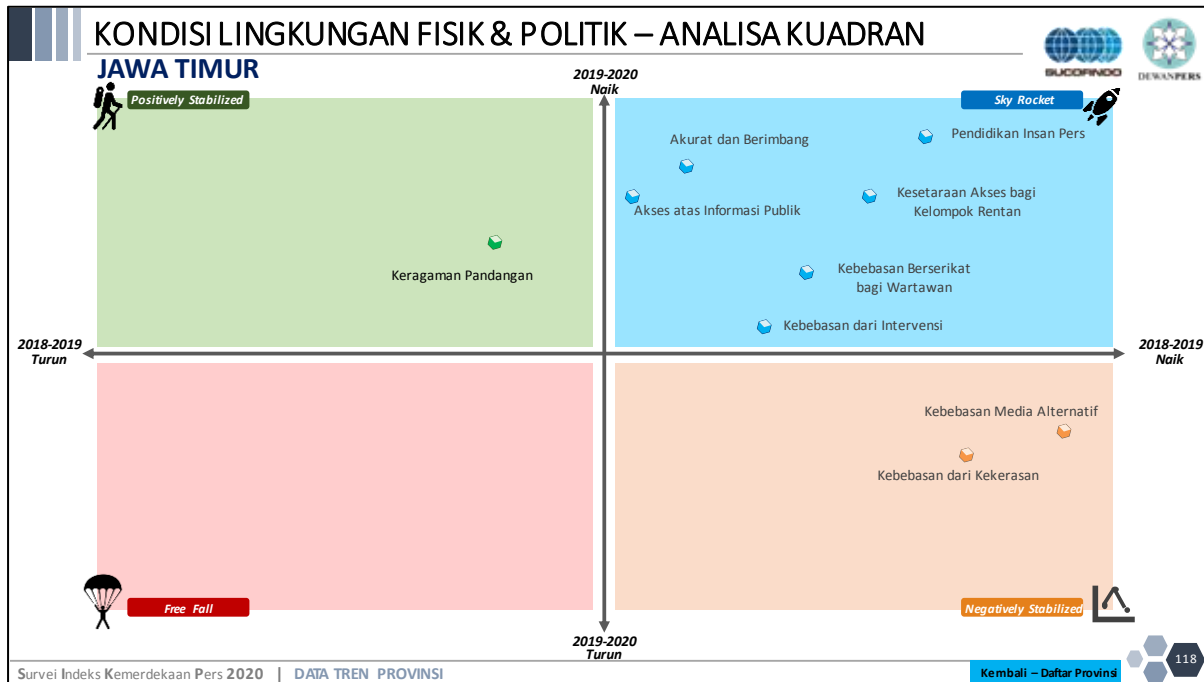 KONDISI LINGKUNGAN FISIK & POLITIK – ANALISA KUADRAN
JAWA TIMUR
SUCOFINDO
DEWAN PERS
2019-2020
Naik
Positively Stabilized
Sky Rocket
Pendidikan Insan Pers
Akurat dan Berimbang
Kesetaraan Akses bagi
Kelompok Rentan
Akses atas Informasi Publik
Keragaman Pandangan
Kebebasan Berserikat
bagi Wartawan
Kebebasan dari Intervensi
2018-2019
Turun
2018-2019
Naik
Kebebasan Media Alternatif
Kebebasan dari Kekerasan
Free Fall
Negatively Stabilized
2019-2020
Turun
Survei Indeks Kemerdekaan Pers 2020 | DATA TREN PROVINSI
Kembali – Daftar Provinsi
118